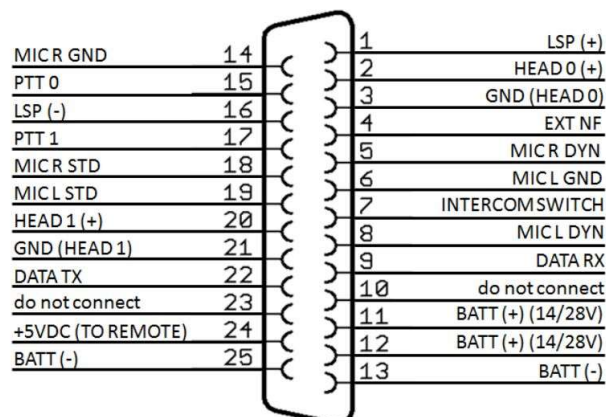 MIC R GND 14
PTT 0 15
LSP (-) 16
PTT 1 17
MIC R STD 18
MIC L STD 19
HEAD 1 (+) 20
GND (HEAD 1) 21
DATA TX 22
do not connect 23
+5VDC (TO REMOTE) 24
BATT (-) 25
1 LSP (+)
2 HEAD 0 (+)
3 GND (HEAD 0)
4 EXT NF
5 MIC R DYN
6 MIC L GND
7 INTERCOM SWITCH
8 MIC L DYN
9 DATA RX
10 do not connect
11 BATT (+) (14/28V)
12 BATT (+) (14/28V)
13 BATT (-)